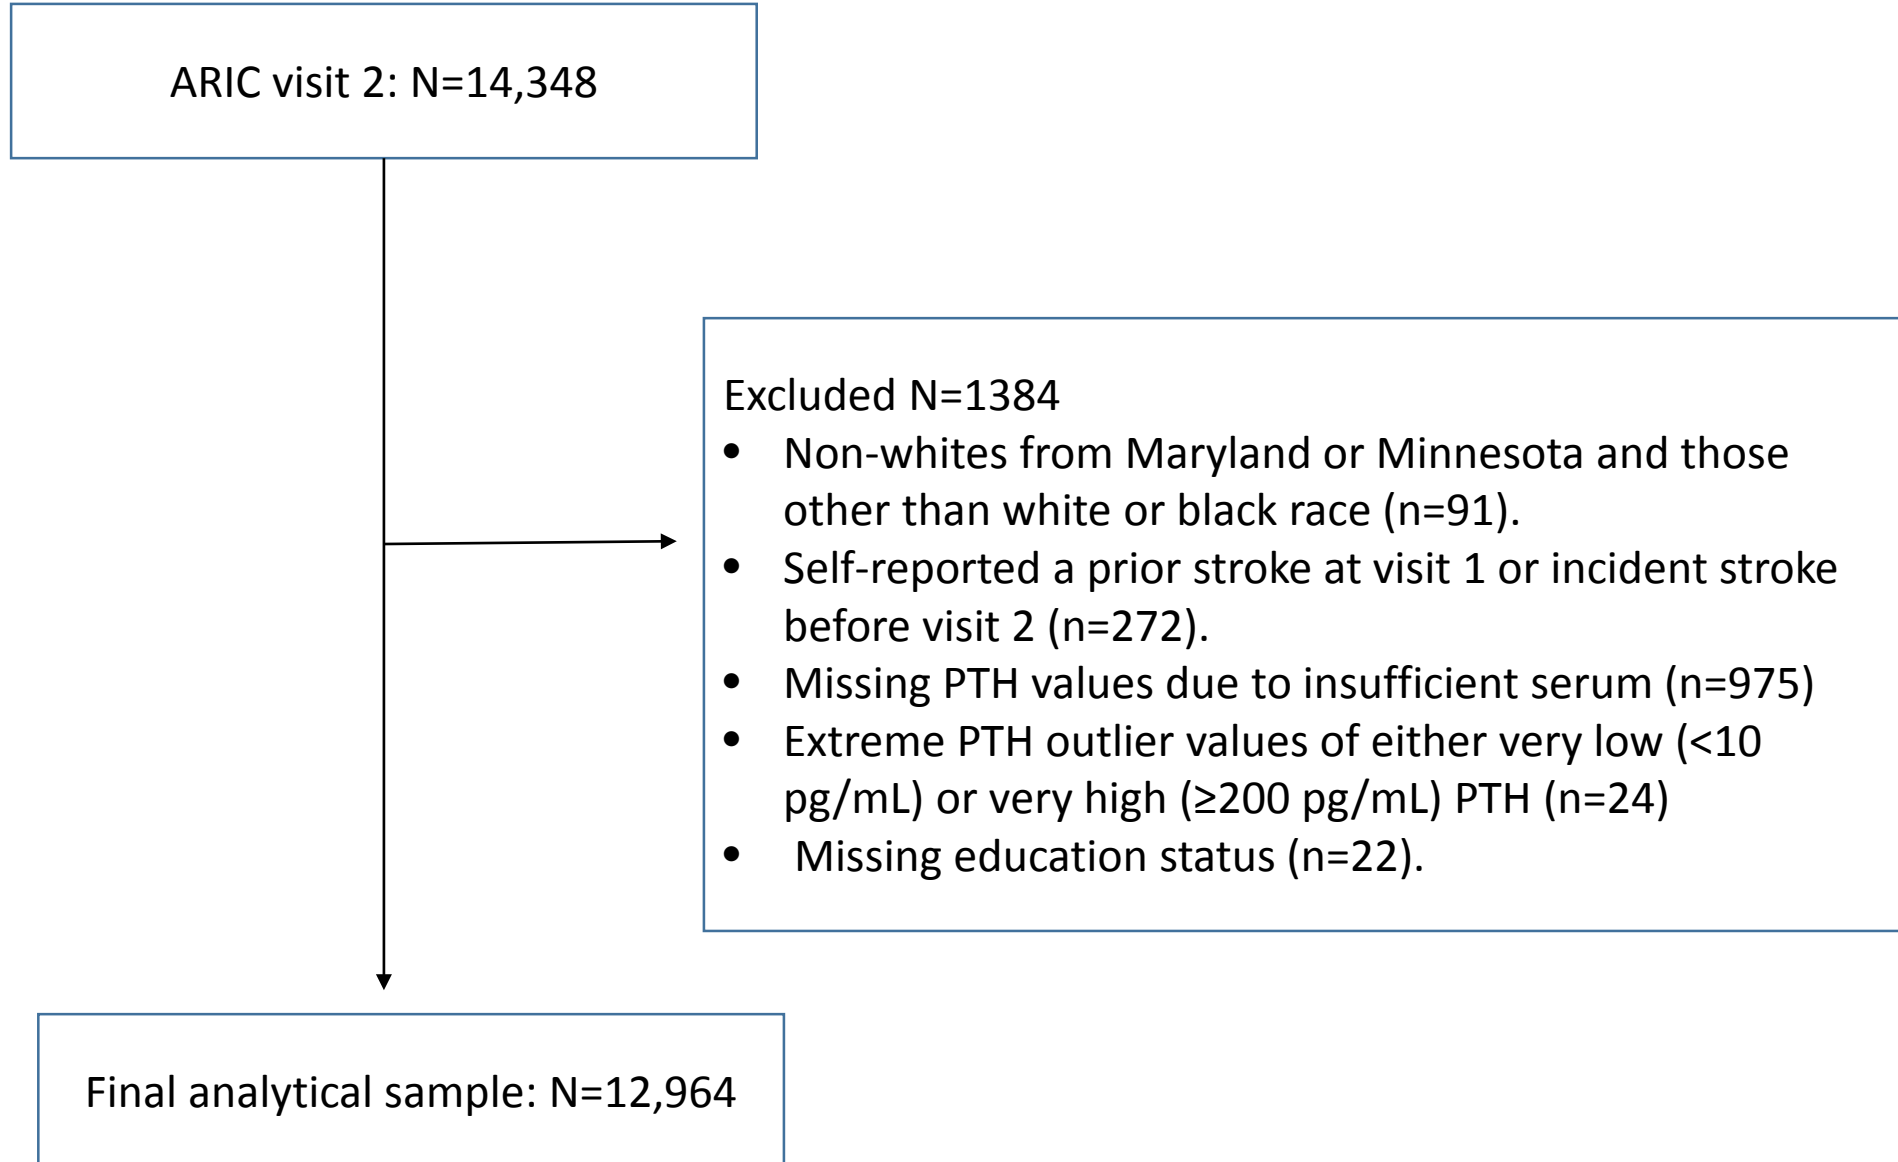 ARIC visit 2: N=14,348
Excluded N=1384
• Non-whites from Maryland or Minnesota and those
other than white or black race (n=91).
• Self-reported a prior stroke at visit 1 or incident stroke
before visit 2 (n=272).
• Missing PTH values due to insufficient serum (n=975)
• Extreme PTH outlier values of either very low (<10
pg/mL) or very high (≥200 pg/mL) PTH (n=24)
• Missing education status (n=22).
Final analytical sample: N=12,964